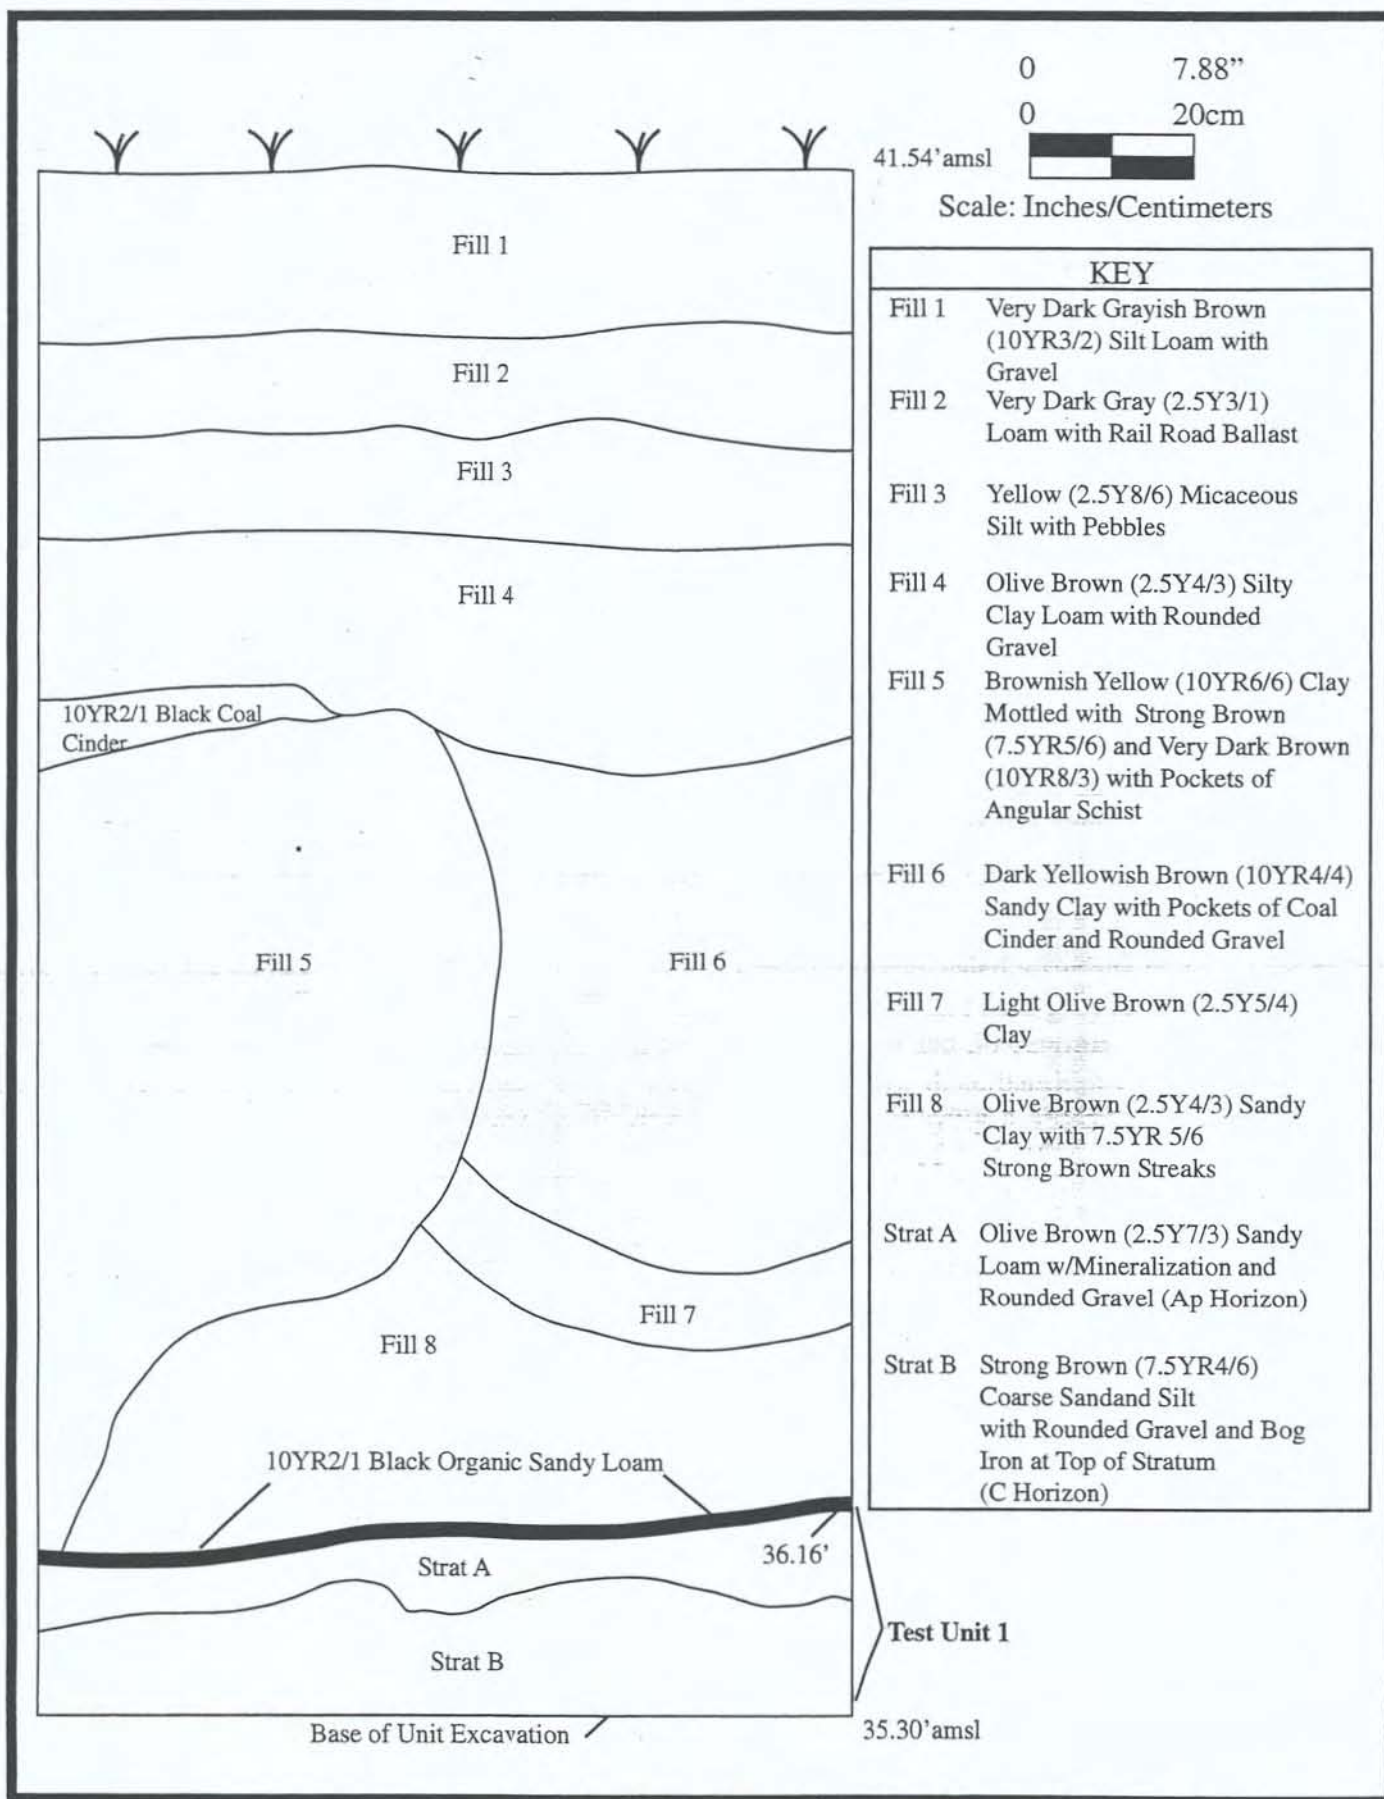 0 7.88”
0 20cm
41.54’amsl
Scale: Inches/Centimeters
Fill 1
Fill 2
Fill 3
Fill 4
10YR2/1 Black Coal
Cinder
Fill 5
Fill 6
Fill 7
Fill 8
10YR2/1 Black Organic Sandy Loam
36.16’
Strat A
Strat B
Test Unit 1
Base of Unit Excavation
35.30’amsl
KEY
Fill 1 Very Dark Grayish Brown
(10YR3/2) Silt Loam with
Gravel
Fill 2 Very Dark Gray (2.5Y3/1)
Loam with Rail Road Ballast
Fill 3 Yellow (2.5Y8/6) Micaceous
Silt with Pebbles
Fill 4 Olive Brown (2.5Y4/3) Silty
Clay Loam with Rounded
Gravel
Fill 5 Brownish Yellow (10YR6/6) Clay
Mottled with Strong Brown
(7.5YR5/6) and Very Dark Brown
(10YR8/3) with Pockets of
Angular Schist
Fill 6 Dark Yellowish Brown (10YR4/4)
Sandy Clay with Pockets of Coal
Cinder and Rounded Gravel
Fill 7 Light Olive Brown (2.5Y5/4)
Clay
Fill 8 Olive Brown (2.5Y4/3) Sandy
Clay with 7.5YR 5/6
Strong Brown Streaks
Strat A Olive Brown (2.5Y7/3) Sandy
Loam w/Mineralization and
Rounded Gravel (Ap Horizon)
Strat B Strong Brown (7.5YR4/6)
Coarse Sandand Silt
with Rounded Gravel and Bog
Iron at Top of Stratum
(C Horizon)